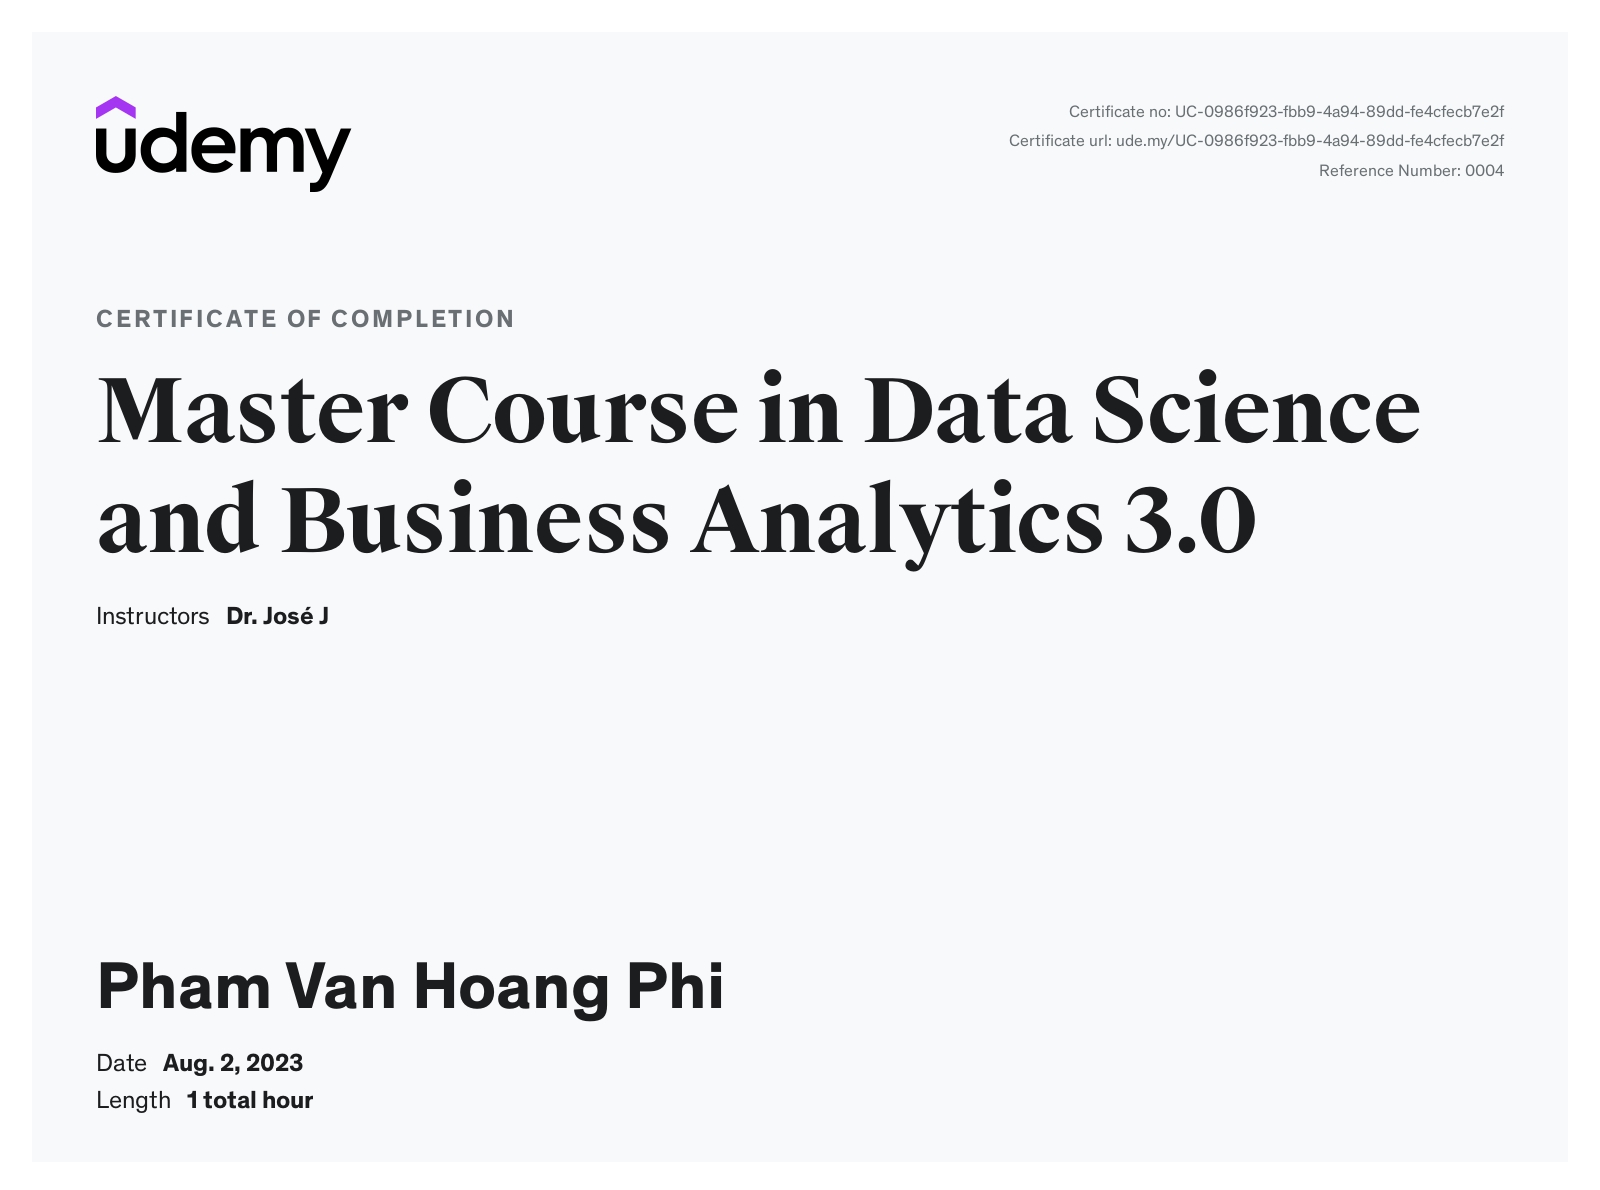 udemy
Certificate no: UC-0986f923-fbb9-4a94-89dd-fe4cfecb7e2f
Certificate url: ude.my/UC-0986f923-fbb9-4a94-89dd-fe4cfecb7e2f
Reference Number: 0004
CERTIFICATE OF COMPLETION
Master Course in Data Science
and Business Analytics 3.0
Instructors Dr. José J
Pham Van Hoang Phi
Date Aug. 2, 2023
Length 1 total hour